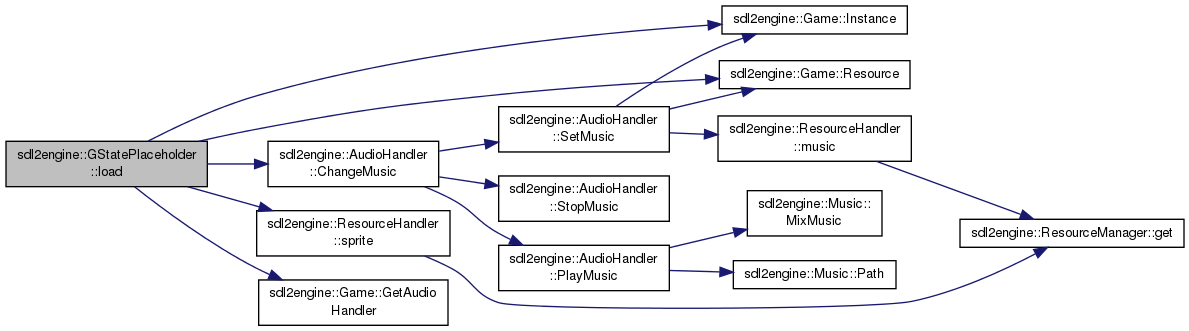 sdl2engine::GStatePlaceholder
::load
sdl2engine::AudioHandler
::ChangeMusic
sdl2engine::ResourceHandler
::sprite
sdl2engine::Game::GetAudio
Handler
sdl2engine::AudioHandler
::SetMusic
sdl2engine::AudioHandler
::StopMusic
sdl2engine::AudioHandler
::PlayMusic
sdl2engine::Game::Instance
sdl2engine::Game::Resource
sdl2engine::ResourceHandler
::music
sdl2engine::Music::
MixMusic
sdl2engine::Music::Path
sdl2engine::ResourceManager::get